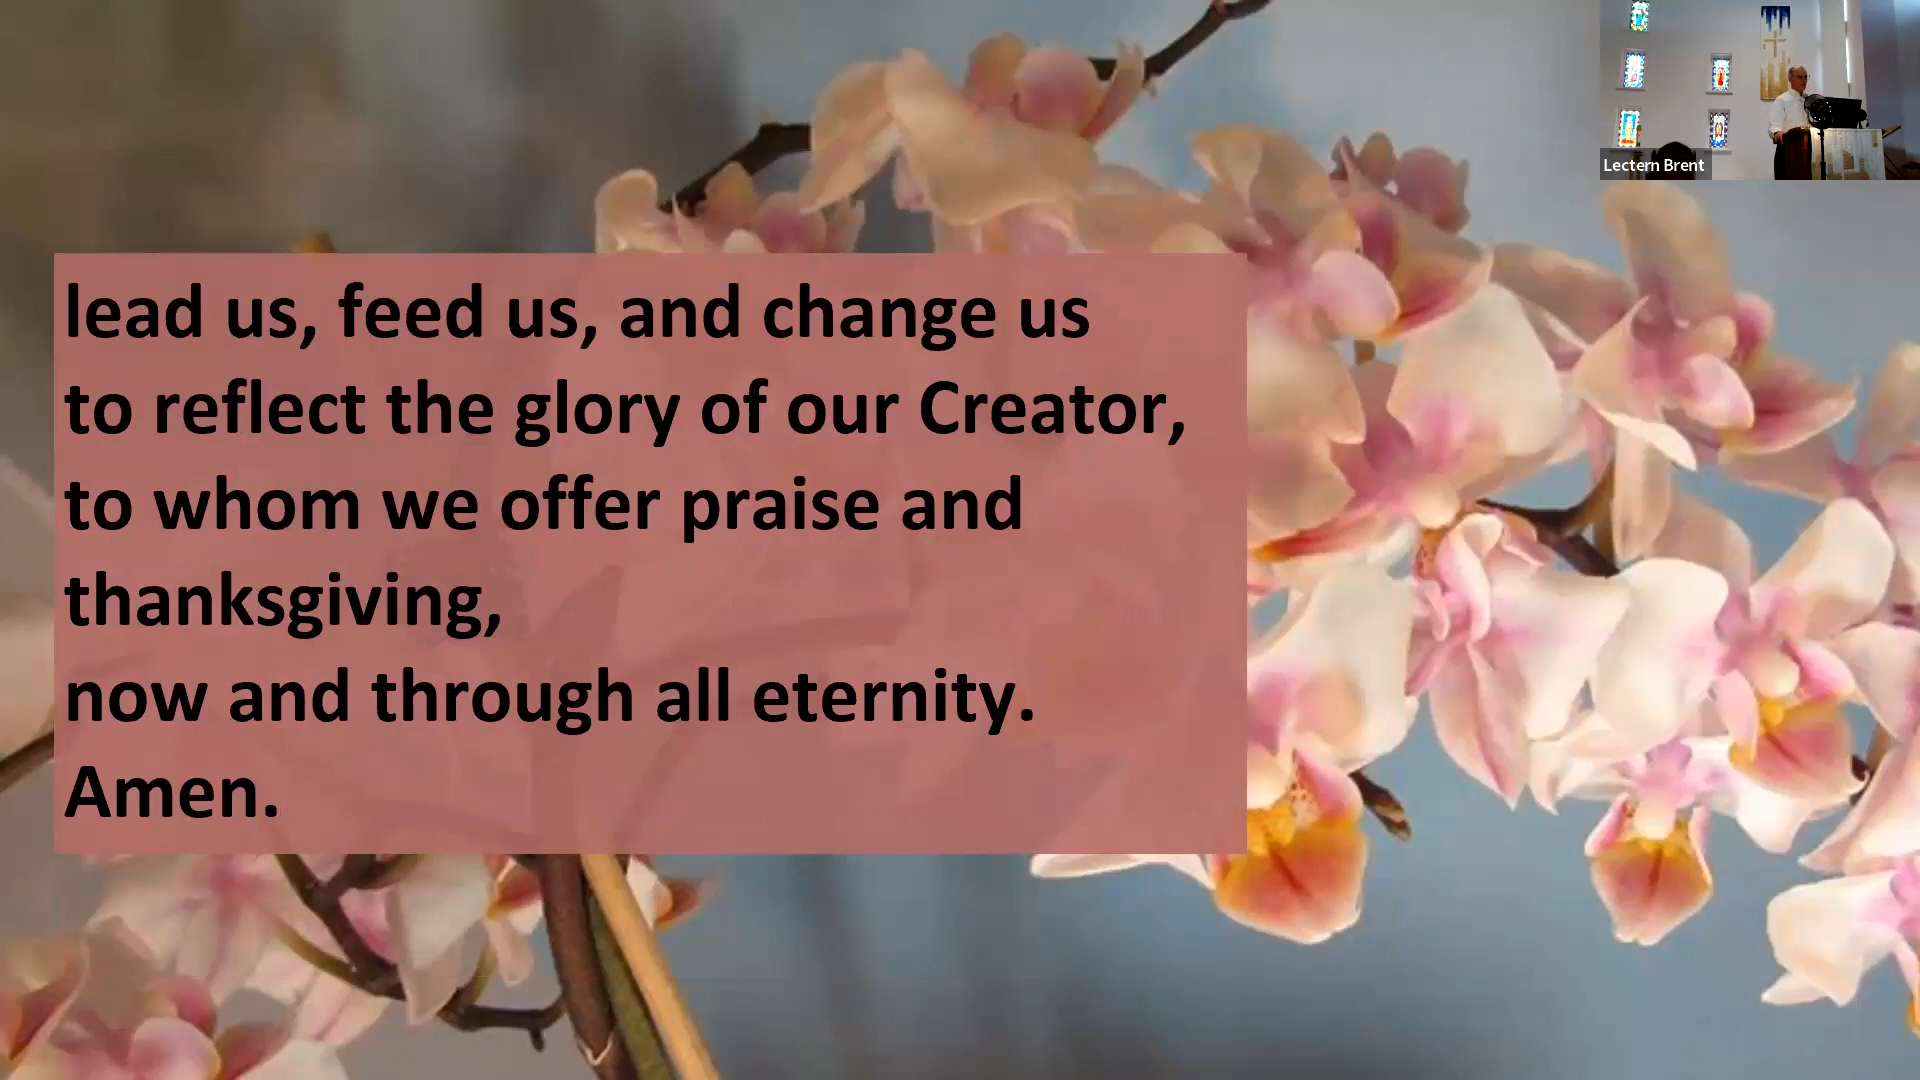 Lectern Brent
lead us, feed us, and change us
to reflect the glory of our Creator,
to whom we offer praise and
thanksgiving,
now and through all eternity.
Amen.